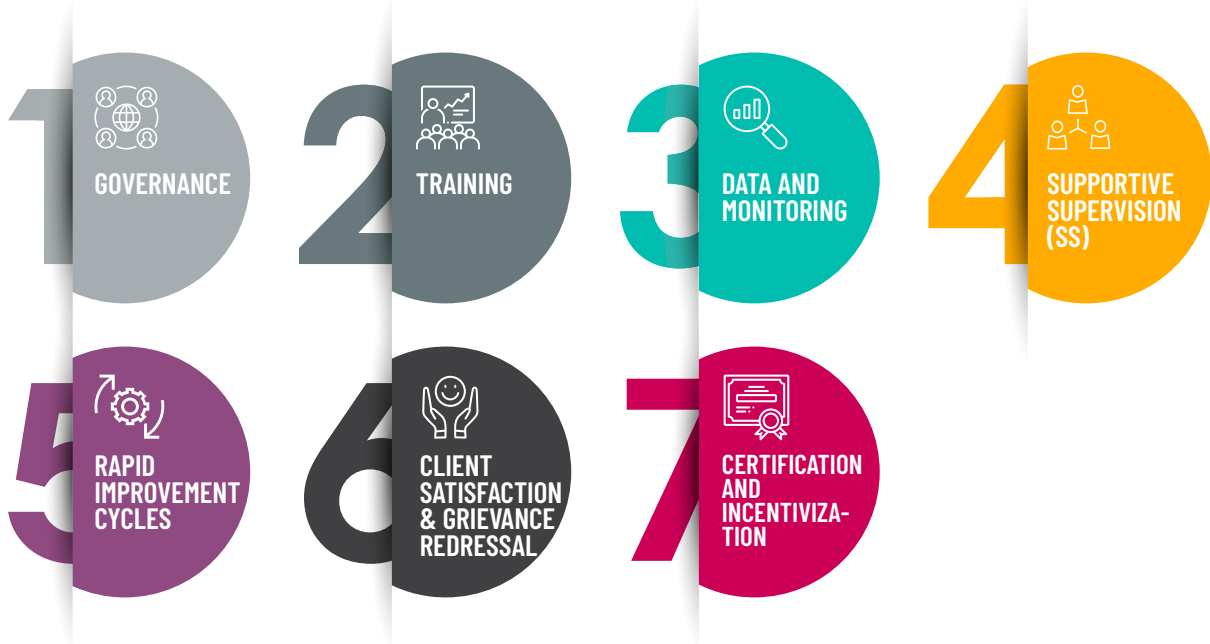 1
GOVERNANCE
2
TRAINING
3
DATA AND
MONITORING
4
SUPPORTIVE
SUPERVISION
(SS)
5
RAPID
IMPROVEMENT
CYCLES
6
CLIENT
SATISFACTION
& GRIEVANCE
REDRESSAL
7
CERTIFICATION
AND
INCENTIVIZA-
TION